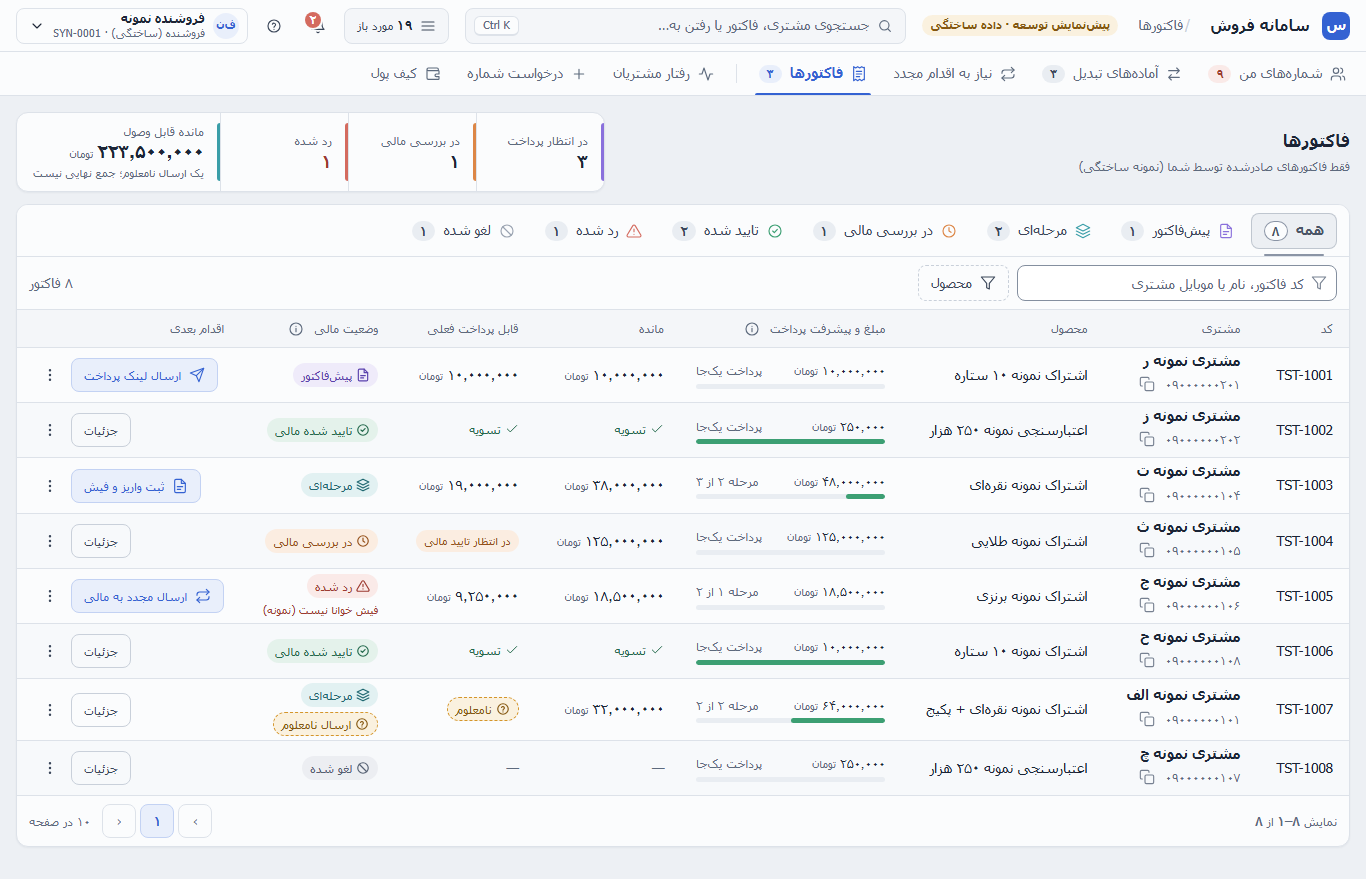 س سامانه فروش / فاکتورها پیش‌نمایش توسعه • داده ساختگی جستجوی مشتری، فاکتور یا رفتن به... Ctrl K ۱۹ مورد باز ۲
فروشنده نمونه
فروشنده (ساختگی) • SYN-0001
ف‌ن
شماره‌های من ۹ آماده‌های تبدیل ۳ نیاز به اقدام مجدد فاکتورها ۳ رفتار مشتریان درخواست شماره کیف پول
فاکتورها
فقط فاکتورهای صادرشده توسط شما (نمونه ساختگی)
در انتظار پرداخت
۳
در بررسی مالی
۱
رد شده
۱
مانده قابل وصول
۲۲۳,۵۰۰,۰۰۰ تومان
یک ارسال نامعلوم؛ جمع نهایی نیست
همه ۸ پیش‌فاکتور ۱ مرحله‌ای ۲ در بررسی مالی ۱ تایید شده ۲ رد شده ۱ لغو شده ۱
کد فاکتور، نام یا موبایل مشتری محصول ۸ فاکتور
کد مشتری محصول مبلغ و پیشرفت پرداخت مانده قابل پرداخت فعلی وضعیت مالی اقدام بعدی
TST-1001 مشتری نمونه ر اشتراک نمونه ۱۰ ستاره ۱۰,۰۰۰,۰۰۰ تومان پرداخت یک‌جا ۱۰,۰۰۰,۰۰۰ تومان ۱۰,۰۰۰,۰۰۰ تومان پیش‌فاکتور ارسال لینک پرداخت
۰۹۰۰۰۰۰۰۲۰۱
TST-1002 مشتری نمونه ز اعتبارسنجی نمونه ۲۵۰ هزار ۲۵۰,۰۰۰ تومان پرداخت یک‌جا تسویه تسویه تایید شده مالی جزئیات
۰۹۰۰۰۰۰۰۲۰۲
TST-1003 مشتری نمونه ت اشتراک نمونه نقره‌ای ۴۸,۰۰۰,۰۰۰ تومان مرحله ۲ از ۳ ۳۸,۰۰۰,۰۰۰ تومان ۱۹,۰۰۰,۰۰۰ تومان مرحله‌ای ثبت واریز و فیش
۰۹۰۰۰۰۰۰۱۰۴
TST-1004 مشتری نمونه ث اشتراک نمونه طلایی ۱۲۵,۰۰۰,۰۰۰ تومان پرداخت یک‌جا ۱۲۵,۰۰۰,۰۰۰ تومان در انتظار تایید مالی در بررسی مالی جزئیات
۰۹۰۰۰۰۰۰۱۰۵
TST-1005 مشتری نمونه ج اشتراک نمونه برنزی ۱۸,۵۰۰,۰۰۰ تومان مرحله ۱ از ۲ ۱۸,۵۰۰,۰۰۰ تومان ۹,۲۵۰,۰۰۰ تومان رد شده ارسال مجدد به مالی
۰۹۰۰۰۰۰۰۱۰۶ فیش خوانا نیست (نمونه)
TST-1006 مشتری نمونه ح اشتراک نمونه ۱۰ ستاره ۱۰,۰۰۰,۰۰۰ تومان پرداخت یک‌جا تسویه تسویه تایید شده مالی جزئیات
۰۹۰۰۰۰۰۰۱۰۸
TST-1007 مشتری نمونه الف اشتراک نمونه نقره‌ای + پکیج ۶۴,۰۰۰,۰۰۰ تومان مرحله ۲ از ۲ ۳۲,۰۰۰,۰۰۰ تومان نامعلوم مرحله‌ای جزئیات
۰۹۰۰۰۰۰۰۱۰۱ ارسال نامعلوم
TST-1008 مشتری نمونه چ اعتبارسنجی نمونه ۲۵۰ هزار ۲۵۰,۰۰۰ تومان پرداخت یک‌جا — — لغو شده جزئیات
۰۹۰۰۰۰۰۰۱۰۷
نمایش ۱–۸ از ۸ ۱ ۱۰ در صفحه